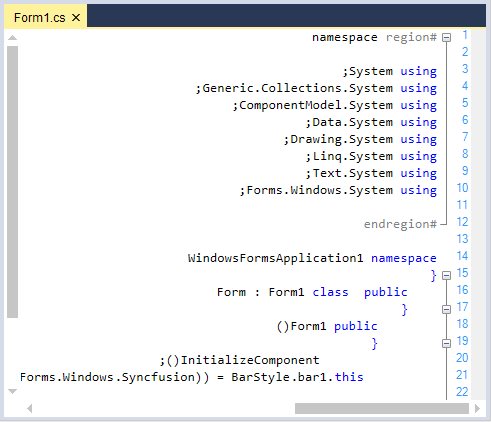 Form1.cs
namespace region# 1
2
;System using 3
;Generic.Collections.System using 4
;ComponentModel.System using 5
;Data.System using 6
;Drawing.System using 7
;Linq.System using 8
;Text.System using 9
;Forms.Windows.System using 10
11
endregion# 12
13
WindowsFormsApplication1 namespace 14
} 15
Form : Form1 class public 16
} 17
()Form1 public 18
} 19
;()InitializeComponent 20
Forms.Windows.Syncfusion)) = BarStyle.bar1.this 21
22